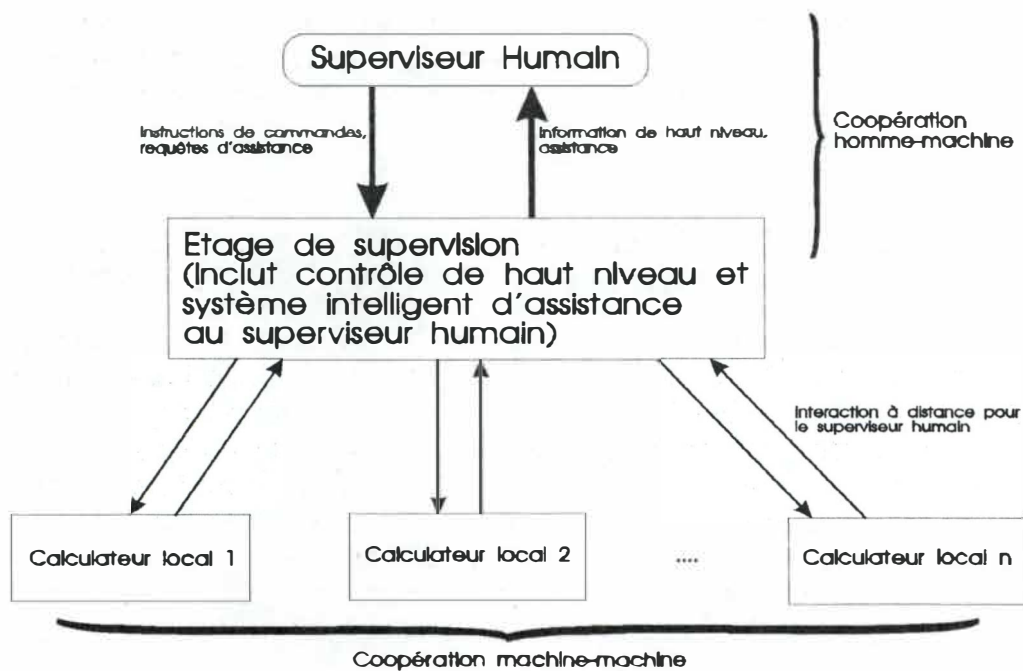 Superviseur Humain
Instructions de commandes,
requêtes d'assistance
Information de haut niveau,
assistance
Coopération
homme-machine
Etage de supervision
(Inclut contrôle de haut niveau et
système intelligent d'assistance
au superviseur humain)
Interaction à distance pour
le superviseur humain
Calculateur local 1
Calculateur local 2
....
Calculateur local n
Coopération machine-machine